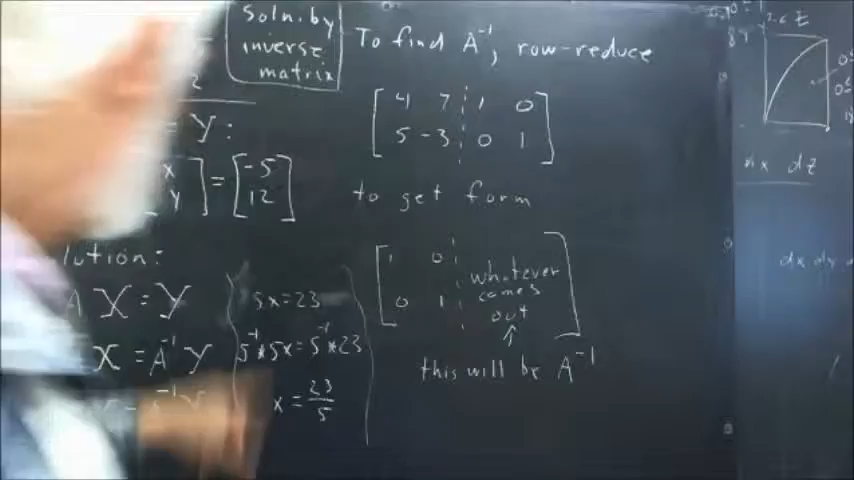 Soln. by
inverse
matrix
To find A⁻¹, row-reduce
[ 4 7 | 1 0 ]
[ 5 -3 | 0 1 ]
to get form
[ 1 0 | whatever
comes
0 1 | out ]
this will be A⁻¹
2
= Y:
[ x ] = [ -5 ]
[ y ] [ 12 ]
lution:
A X = Y
X = A⁻¹ Y
5x = 23
5⁻¹ * 5x = 5⁻¹ * 23
x = 23/5
dx dz
dx dy